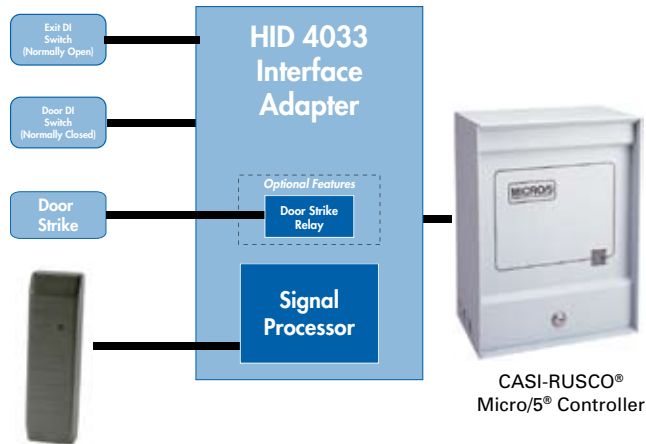 Exit DI
Switch
(Normally Open)
HID 4033
Interface
Adapter
Door DI
Switch
(Normally Closed)
Optional Features
Door Strike
Relay
Door
Strike
Signal
Processor
MICRO/5
CASI-RUSCO®
Micro/5® Controller